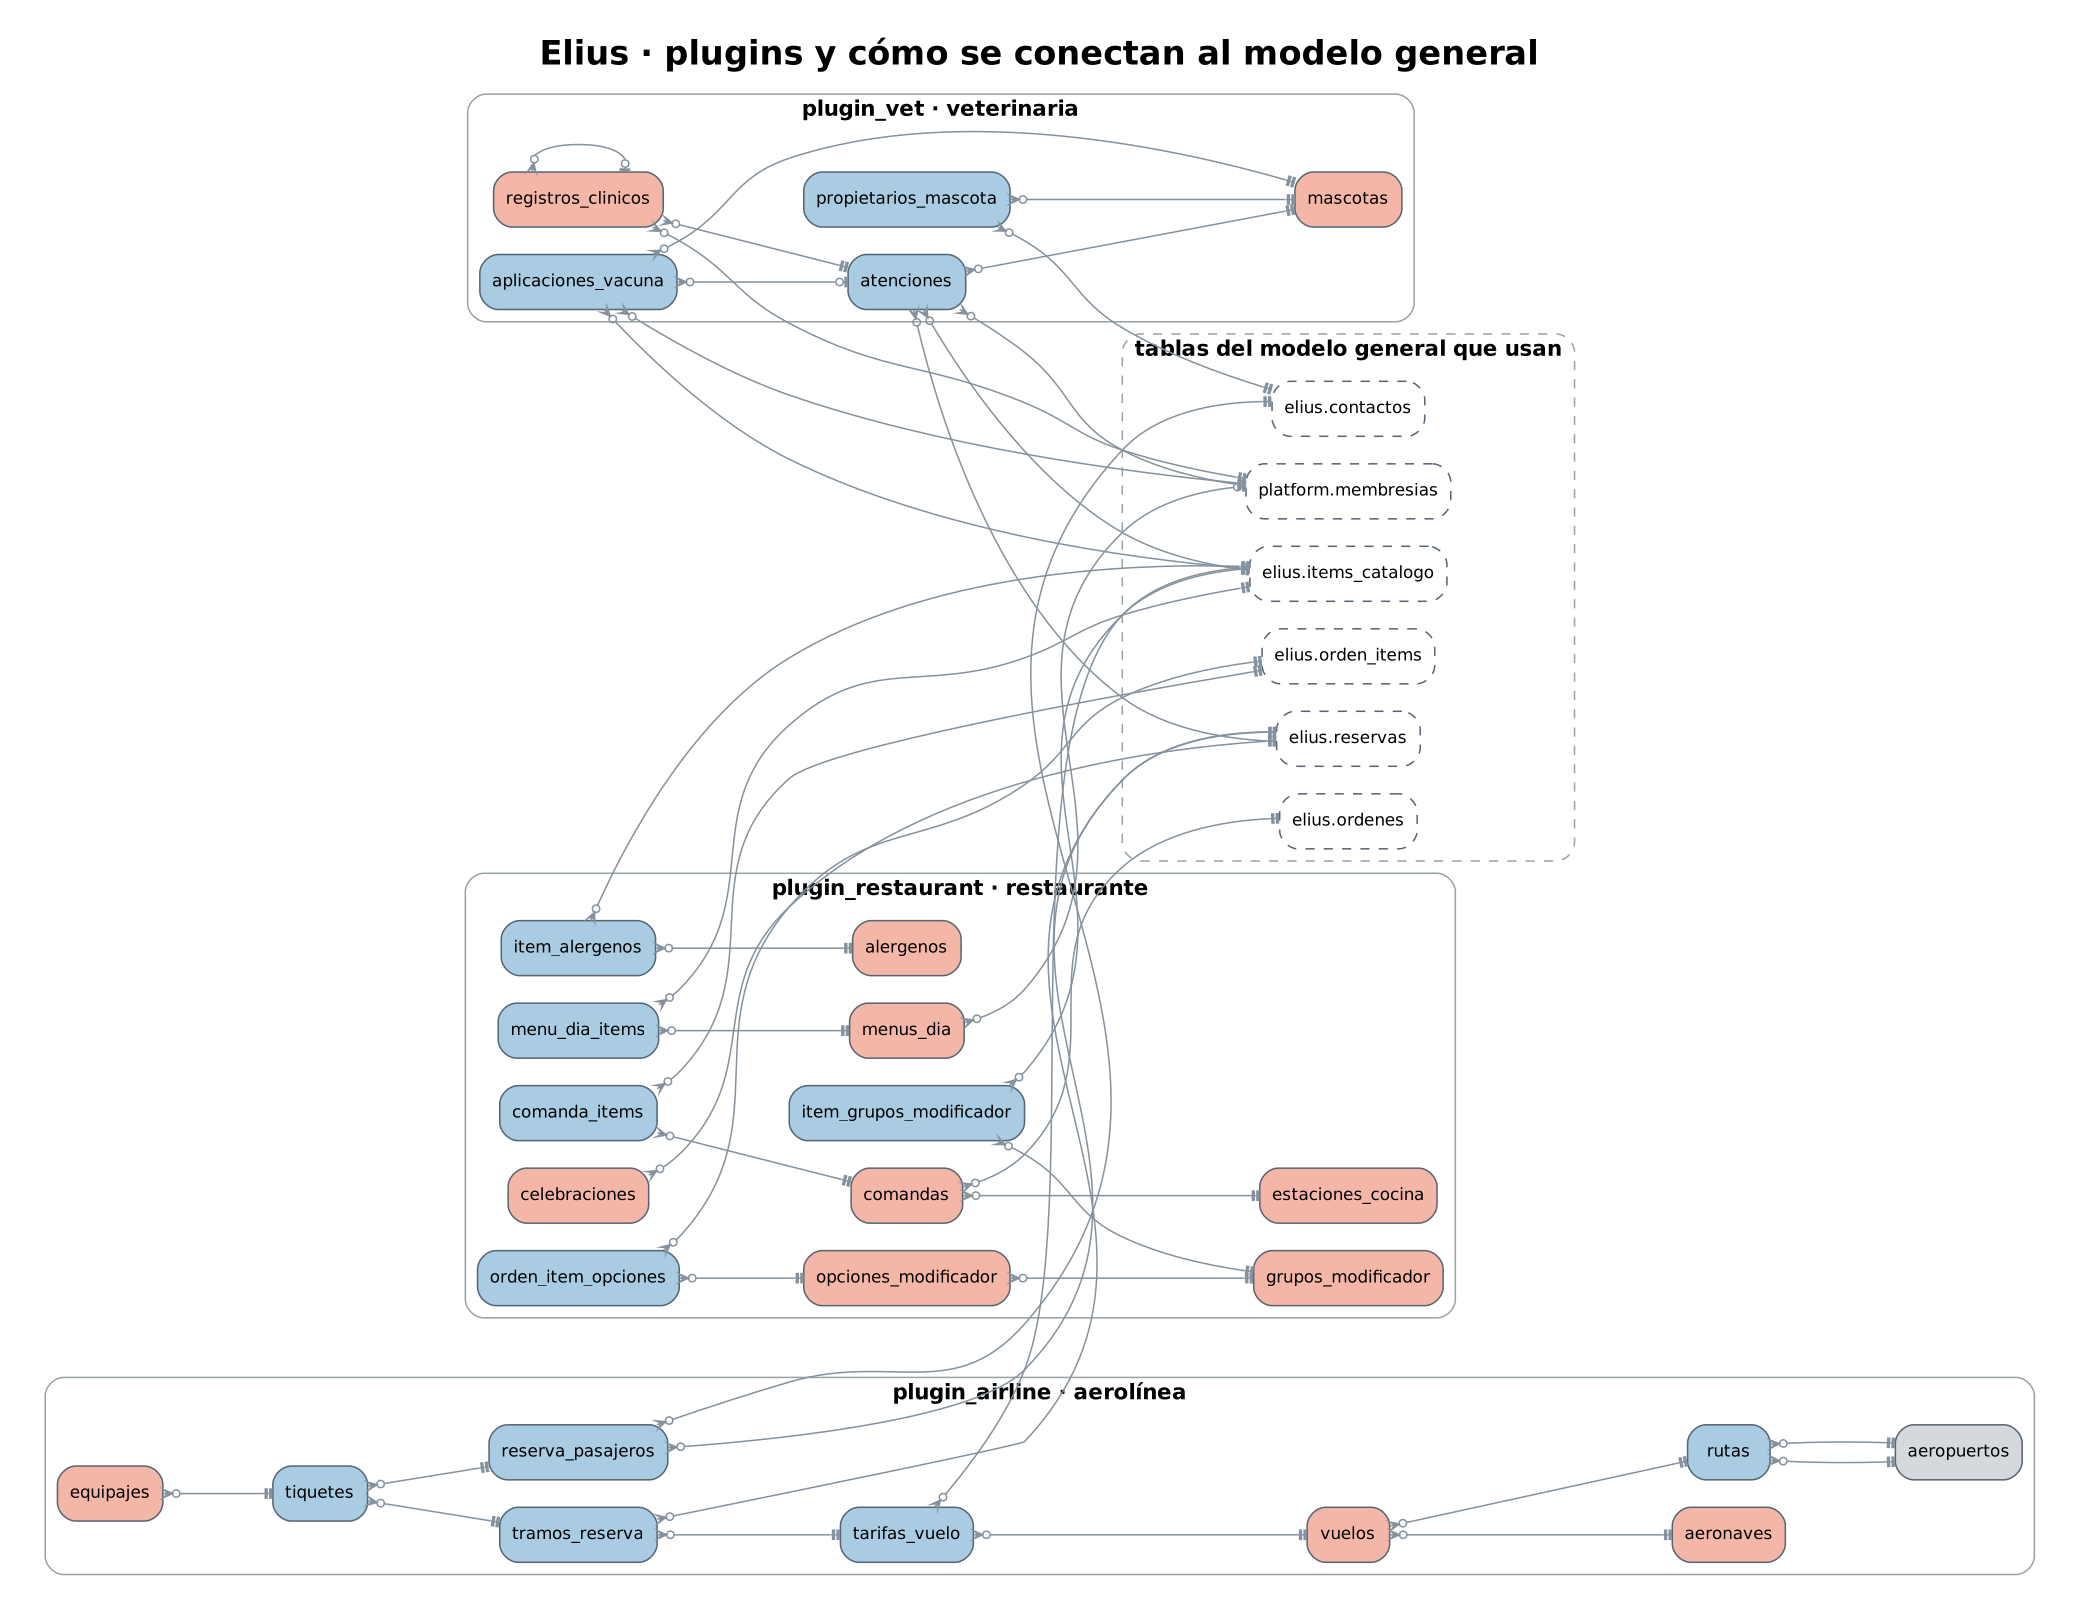 Elius · plugins y cómo se conectan al modelo general
plugin_vet · veterinaria
registros_clinicos
propietarios_mascota
mascotas
aplicaciones_vacuna
atenciones
tablas del modelo general que usan
elius.contactos
platform.membresias
elius.items_catalogo
elius.orden_items
elius.reservas
elius.ordenes
plugin_restaurant · restaurante
item_alergenos
alergenos
menu_dia_items
menus_dia
comanda_items
item_grupos_modificador
celebraciones
comandas
estaciones_cocina
orden_item_opciones
opciones_modificador
grupos_modificador
plugin_airline · aerolínea
reserva_pasajeros
rutas
aeropuertos
equipajes
tiquetes
tramos_reserva
tarifas_vuelo
vuelos
aeronaves